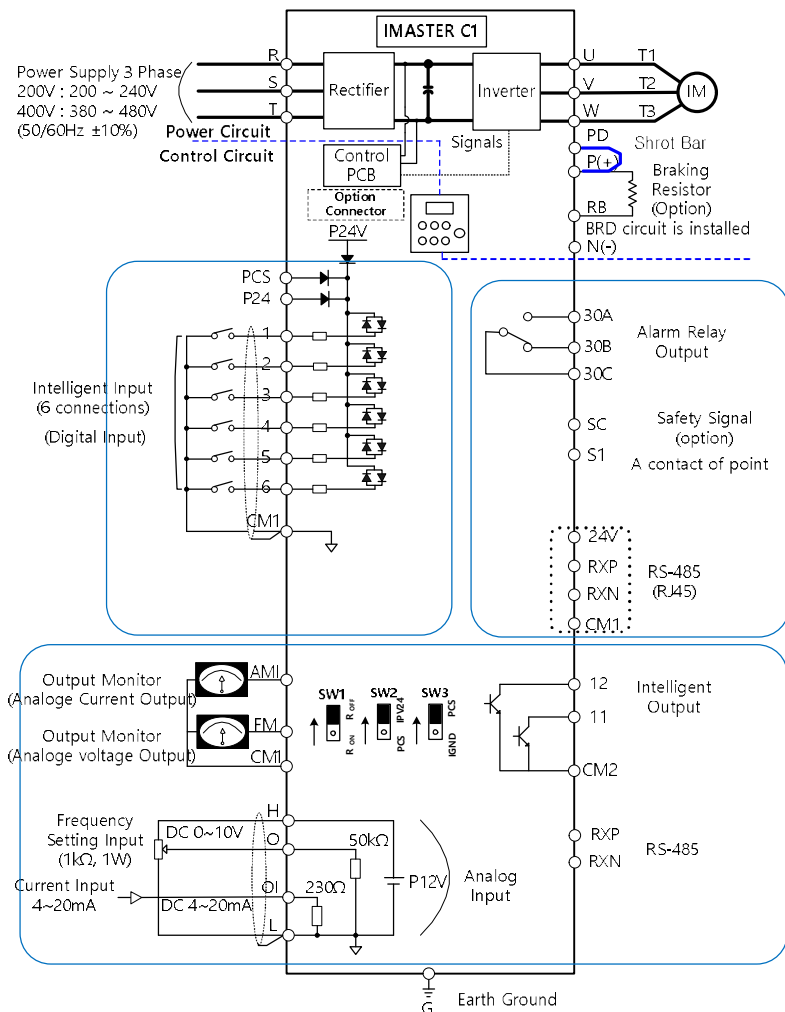 IMASTER C1
R
S
T
Power Supply 3 Phase
200V : 200 ~ 240V
400V : 380 ~ 480V
(50/60Hz ±10%)
Power Circuit
Control Circuit
Rectifier
Inverter
Signals
Control
PCB
Option
Connector
P24V
U
V
W
T1
T2
T3
IM
PD
P(+)
RB
N(-)
Shrot Bar
Braking
Resistor
(Option)
BRD circuit is installed
PCS
P24
1
2
3
4
5
6
CM1
Intelligent Input
(6 connections)
(Digital Input)
30A
30B
30C
Alarm Relay
Output
SC
S1
Safety Signal
(option)
A contact of point
24V
RXP
RXN
CM1
RS-485
(RJ45)
Output Monitor
(Analoge Current Output)
Output Monitor
(Analoge voltage Output)
AMI
FM
CM1
SW1
R OFF
R ON
SW2
IPV24
PCS
SW3
PCS
IGND
12
11
CM2
Intelligent
Output
RXP
RXN
RS-485
Frequency
Setting Input
(1kΩ, 1W)
Current Input
4~20mA
DC 0~10V
DC 4~20mA
H
O
OI
L
50kΩ
230Ω
P12V
Analog
Input
G
Earth Ground